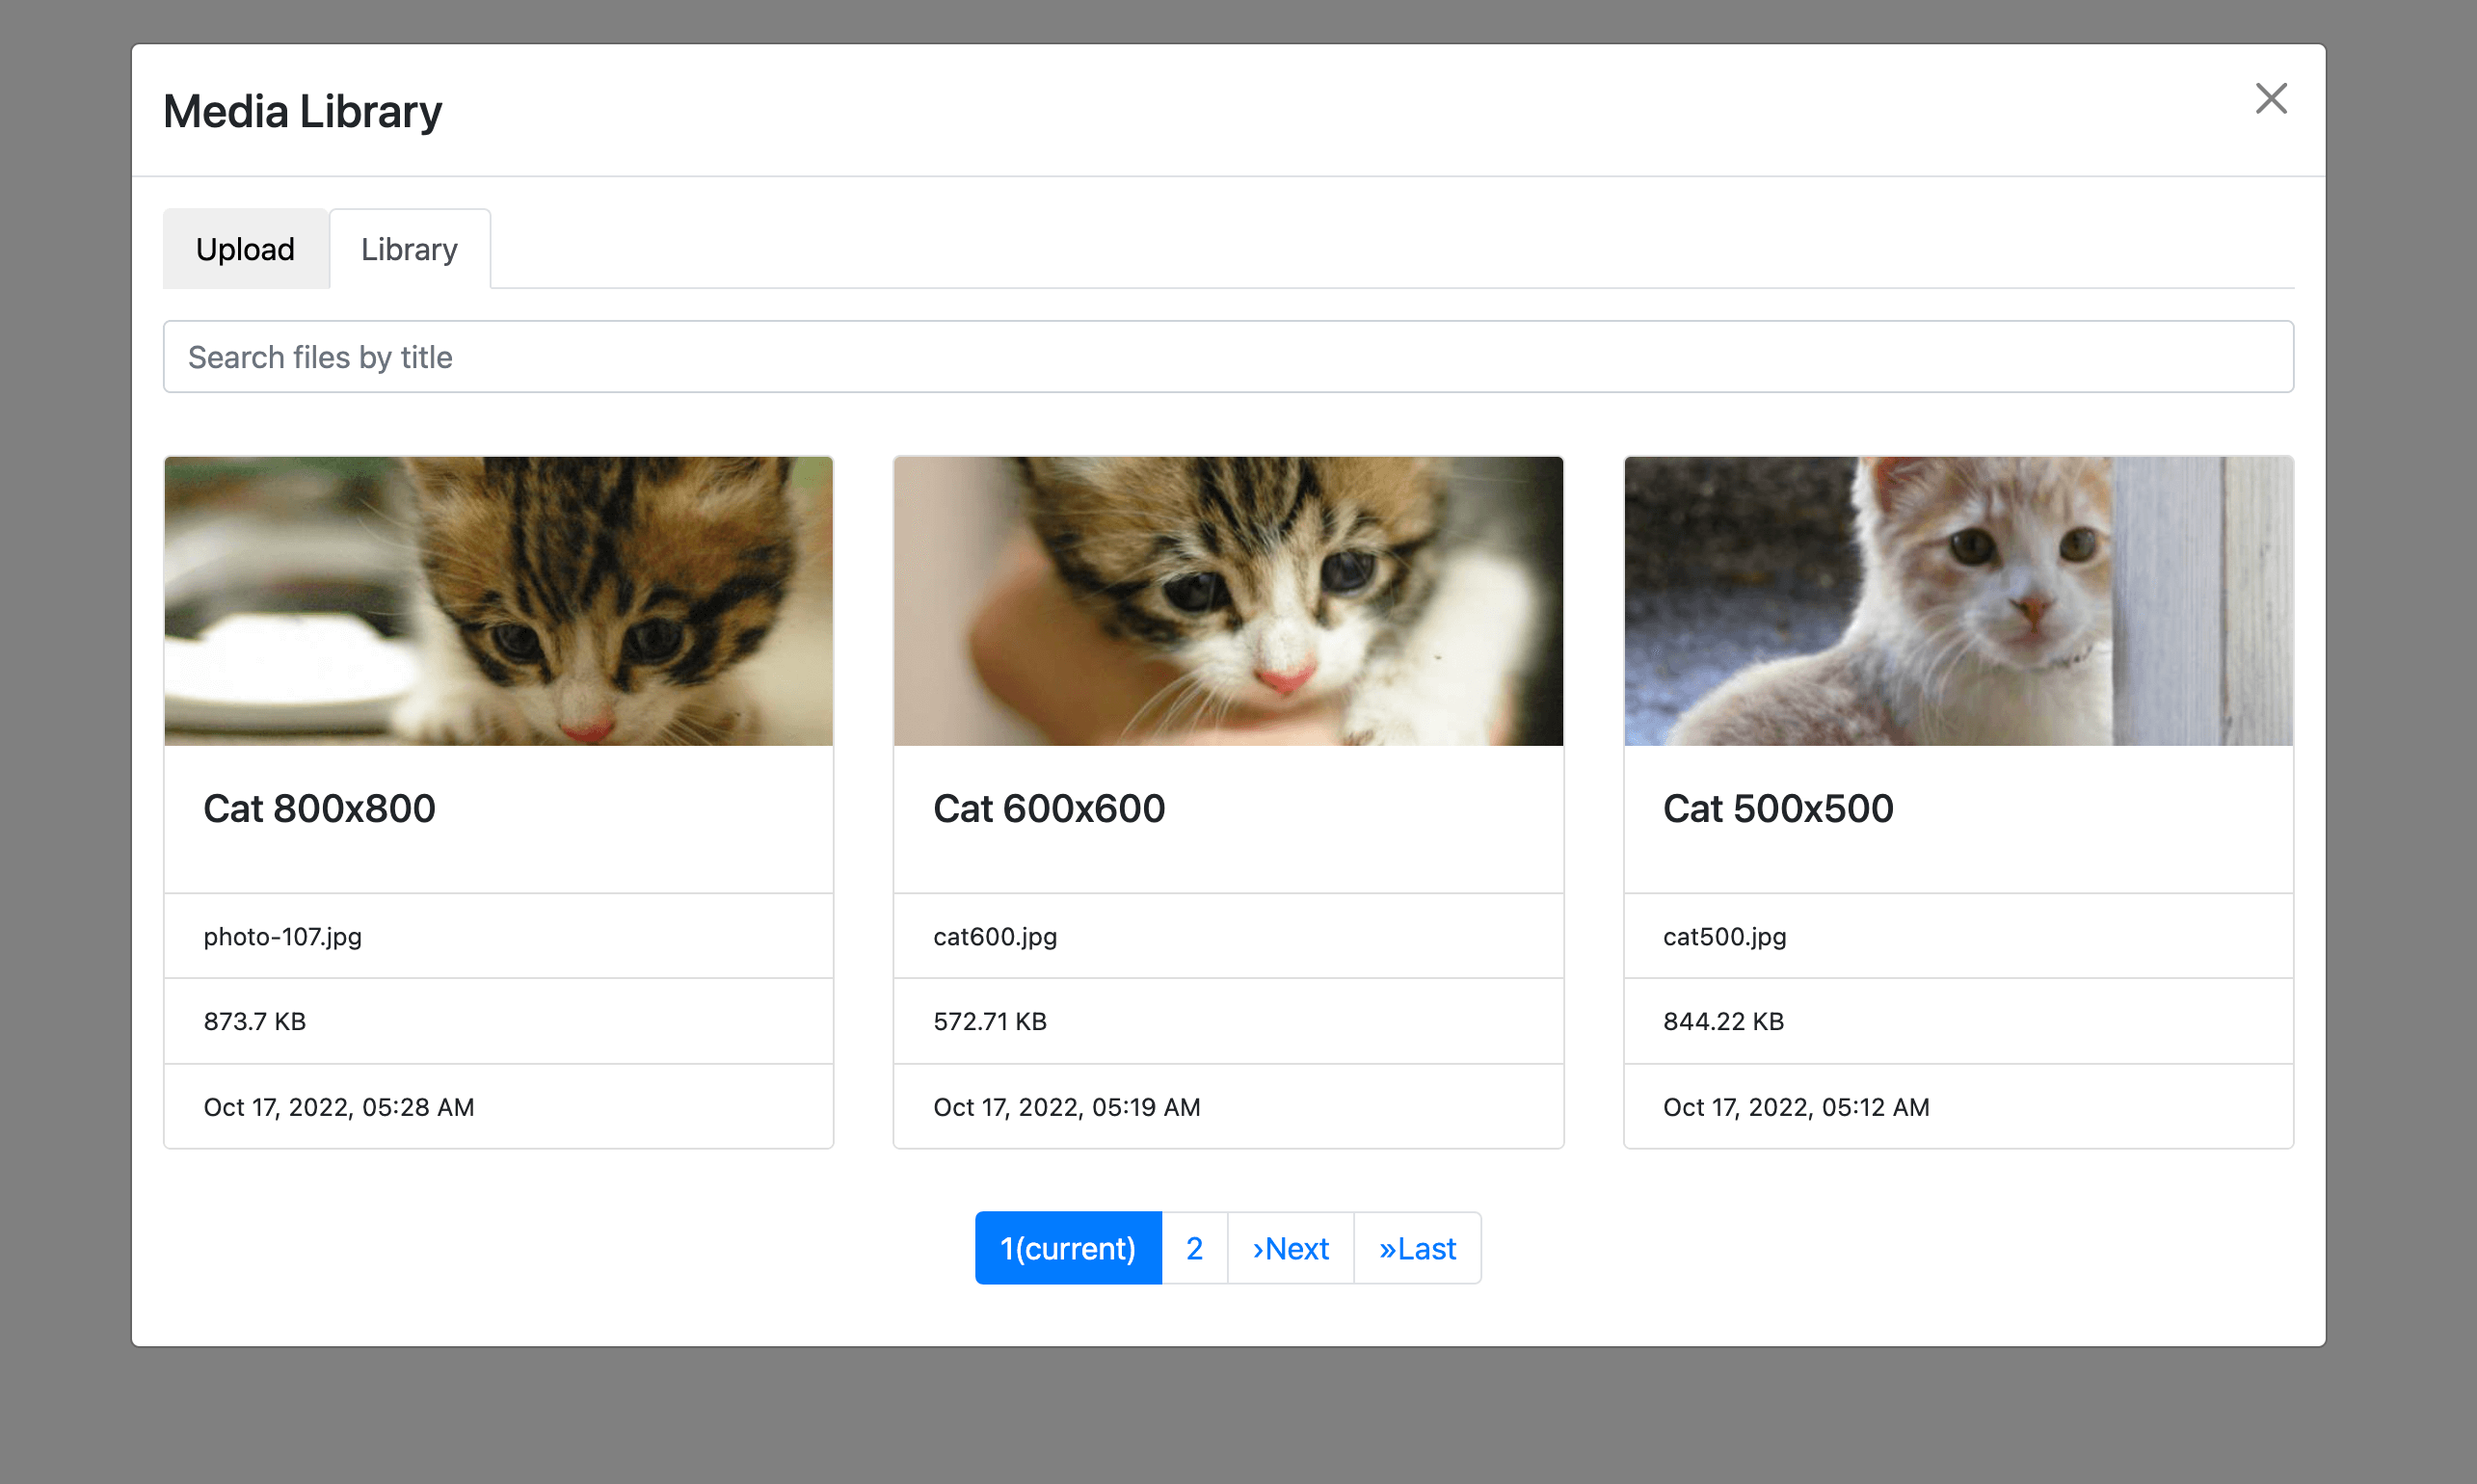 Media Library
Upload
Library
Search files by title
Cat 800x800
photo-107.jpg
873.7 KB
Oct 17, 2022, 05:28 AM
Cat 600x600
cat600.jpg
572.71 KB
Oct 17, 2022, 05:19 AM
Cat 500x500
cat500.jpg
844.22 KB
Oct 17, 2022, 05:12 AM
1(current) 2 ›Next »Last